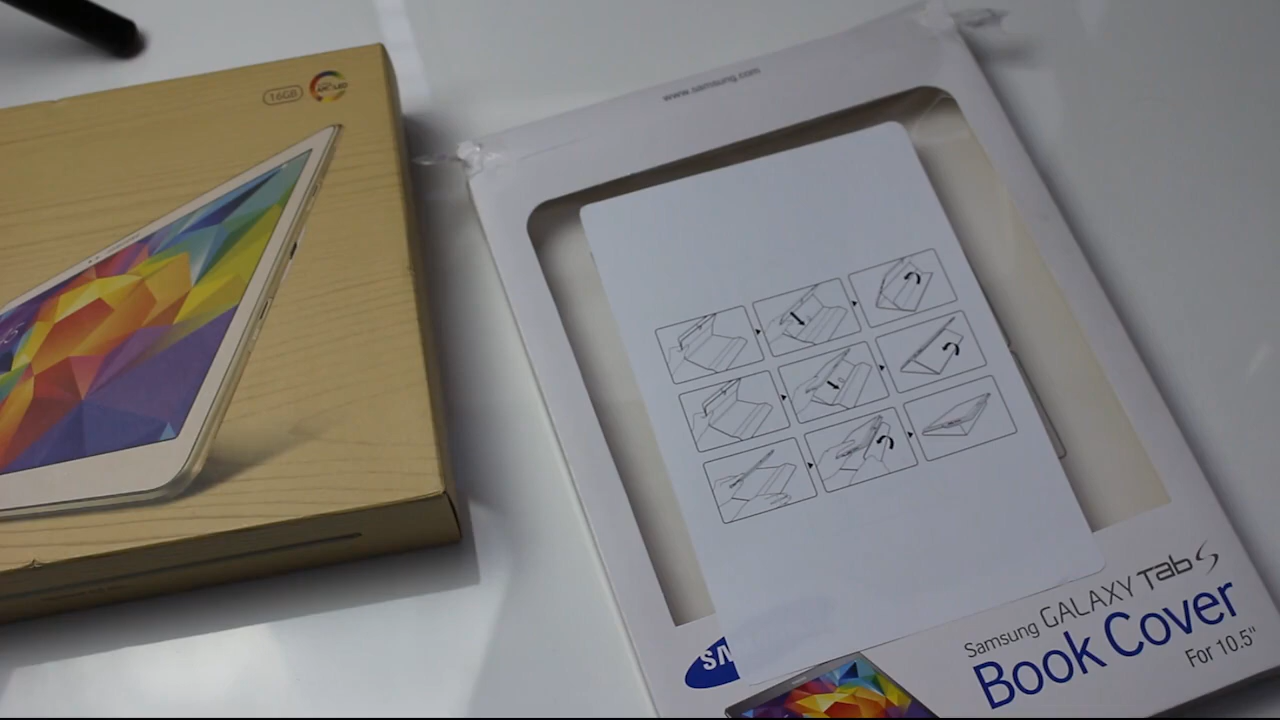 16GB
www.samsung.com
Samsung GALAXY Tab S
Book Cover
For 10.5"